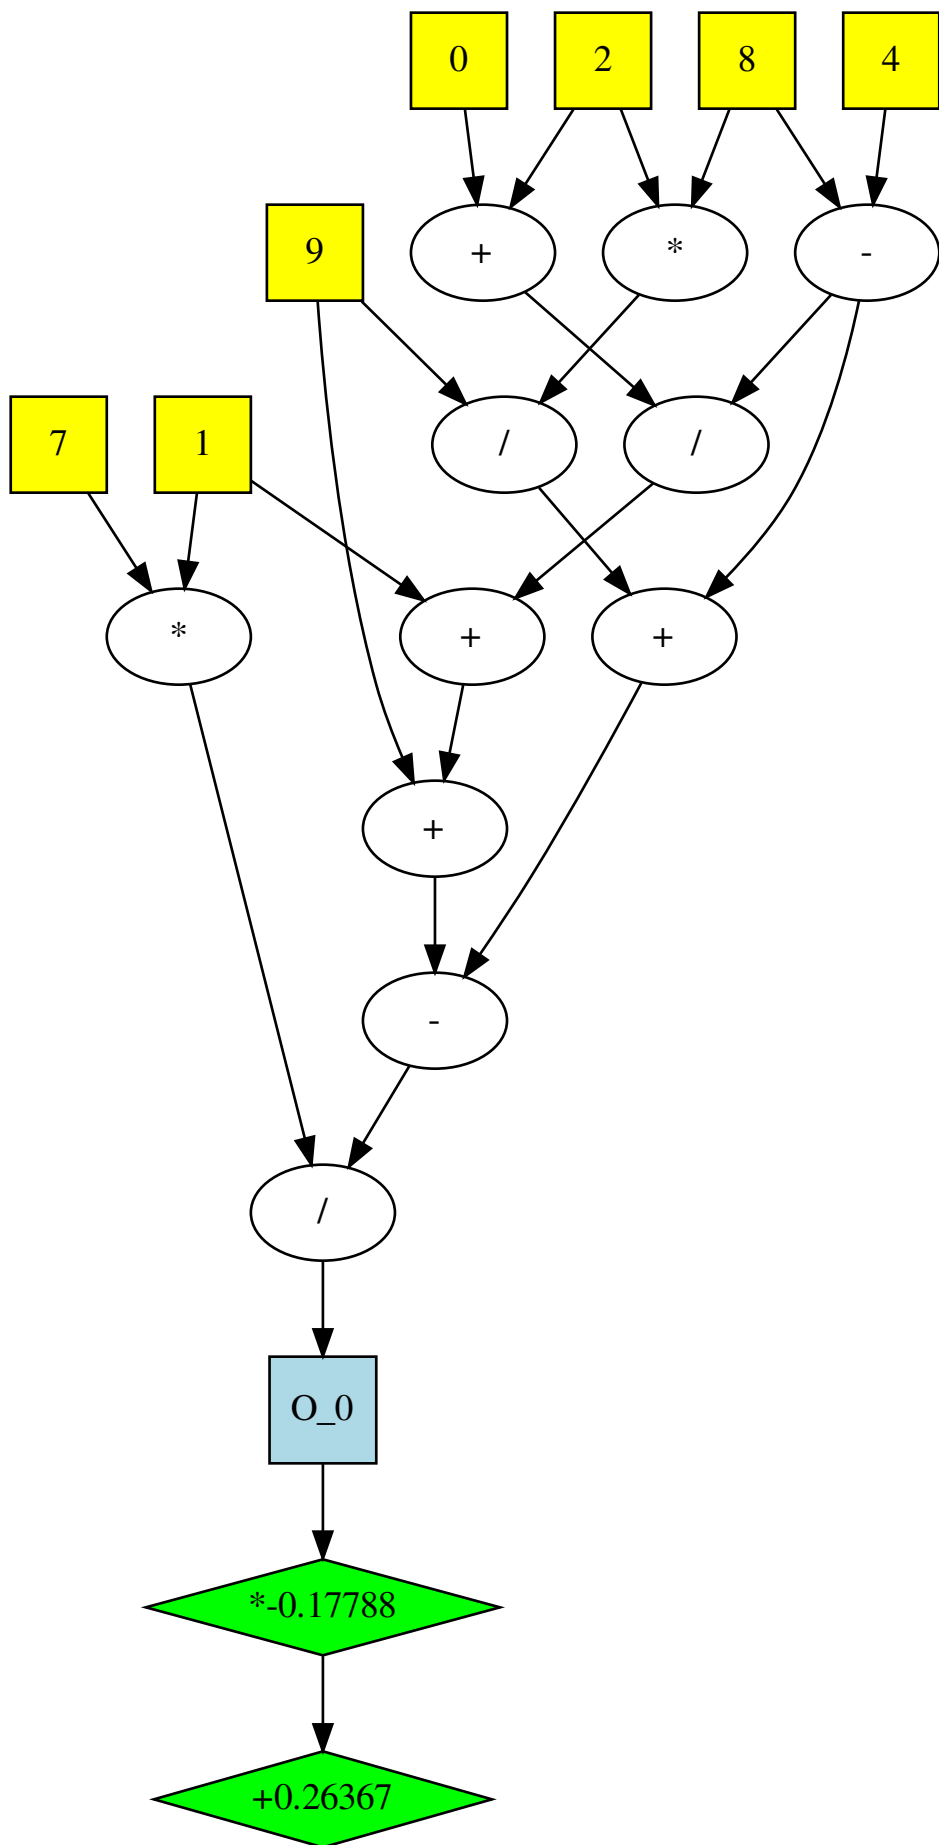 0 2 8 4
9 + * -
/ /
7 1
* + +
+
-
/
O_0
*-0.17788
+0.26367